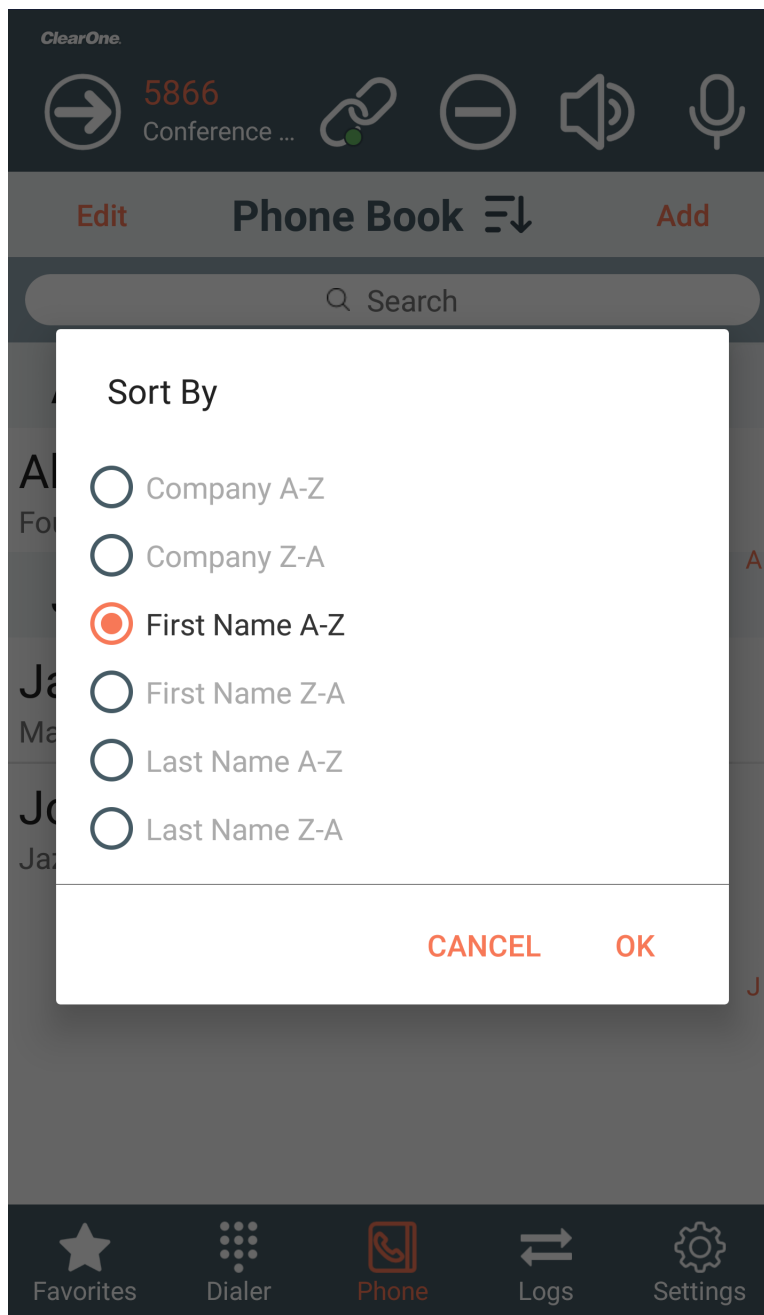 ClearOne.
5866
Conference ...
Edit Phone Book Add
Search
Sort By
Company A-Z
Company Z-A
First Name A-Z
First Name Z-A
Last Name A-Z
Last Name Z-A
CANCEL OK
A
J
Favorites Dialer Phone Logs Settings